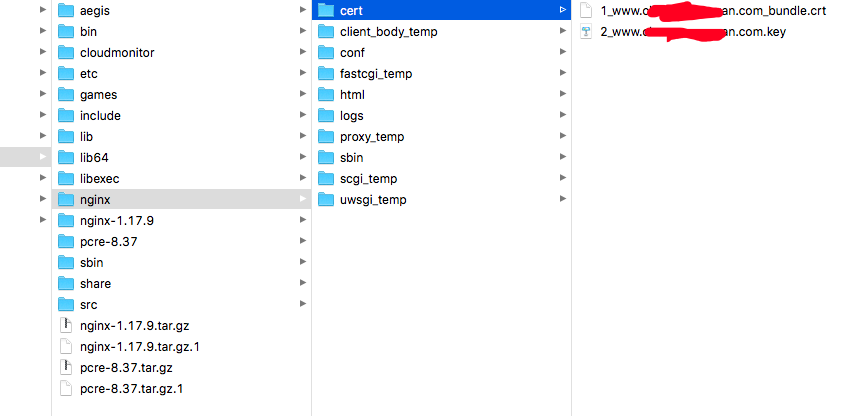 aegis
bin
cloudmonitor
etc
games
include
lib
lib64
libexec
nginx
nginx-1.17.9
pcre-8.37
sbin
share
src
nginx-1.17.9.tar.gz
nginx-1.17.9.tar.gz.1
pcre-8.37.tar.gz
pcre-8.37.tar.gz.1
cert
client_body_temp
conf
fastcgi_temp
html
logs
proxy_temp
sbin
scgi_temp
uwsgi_temp
1_www. an.com_bundle.crt
2_www. an.com.key